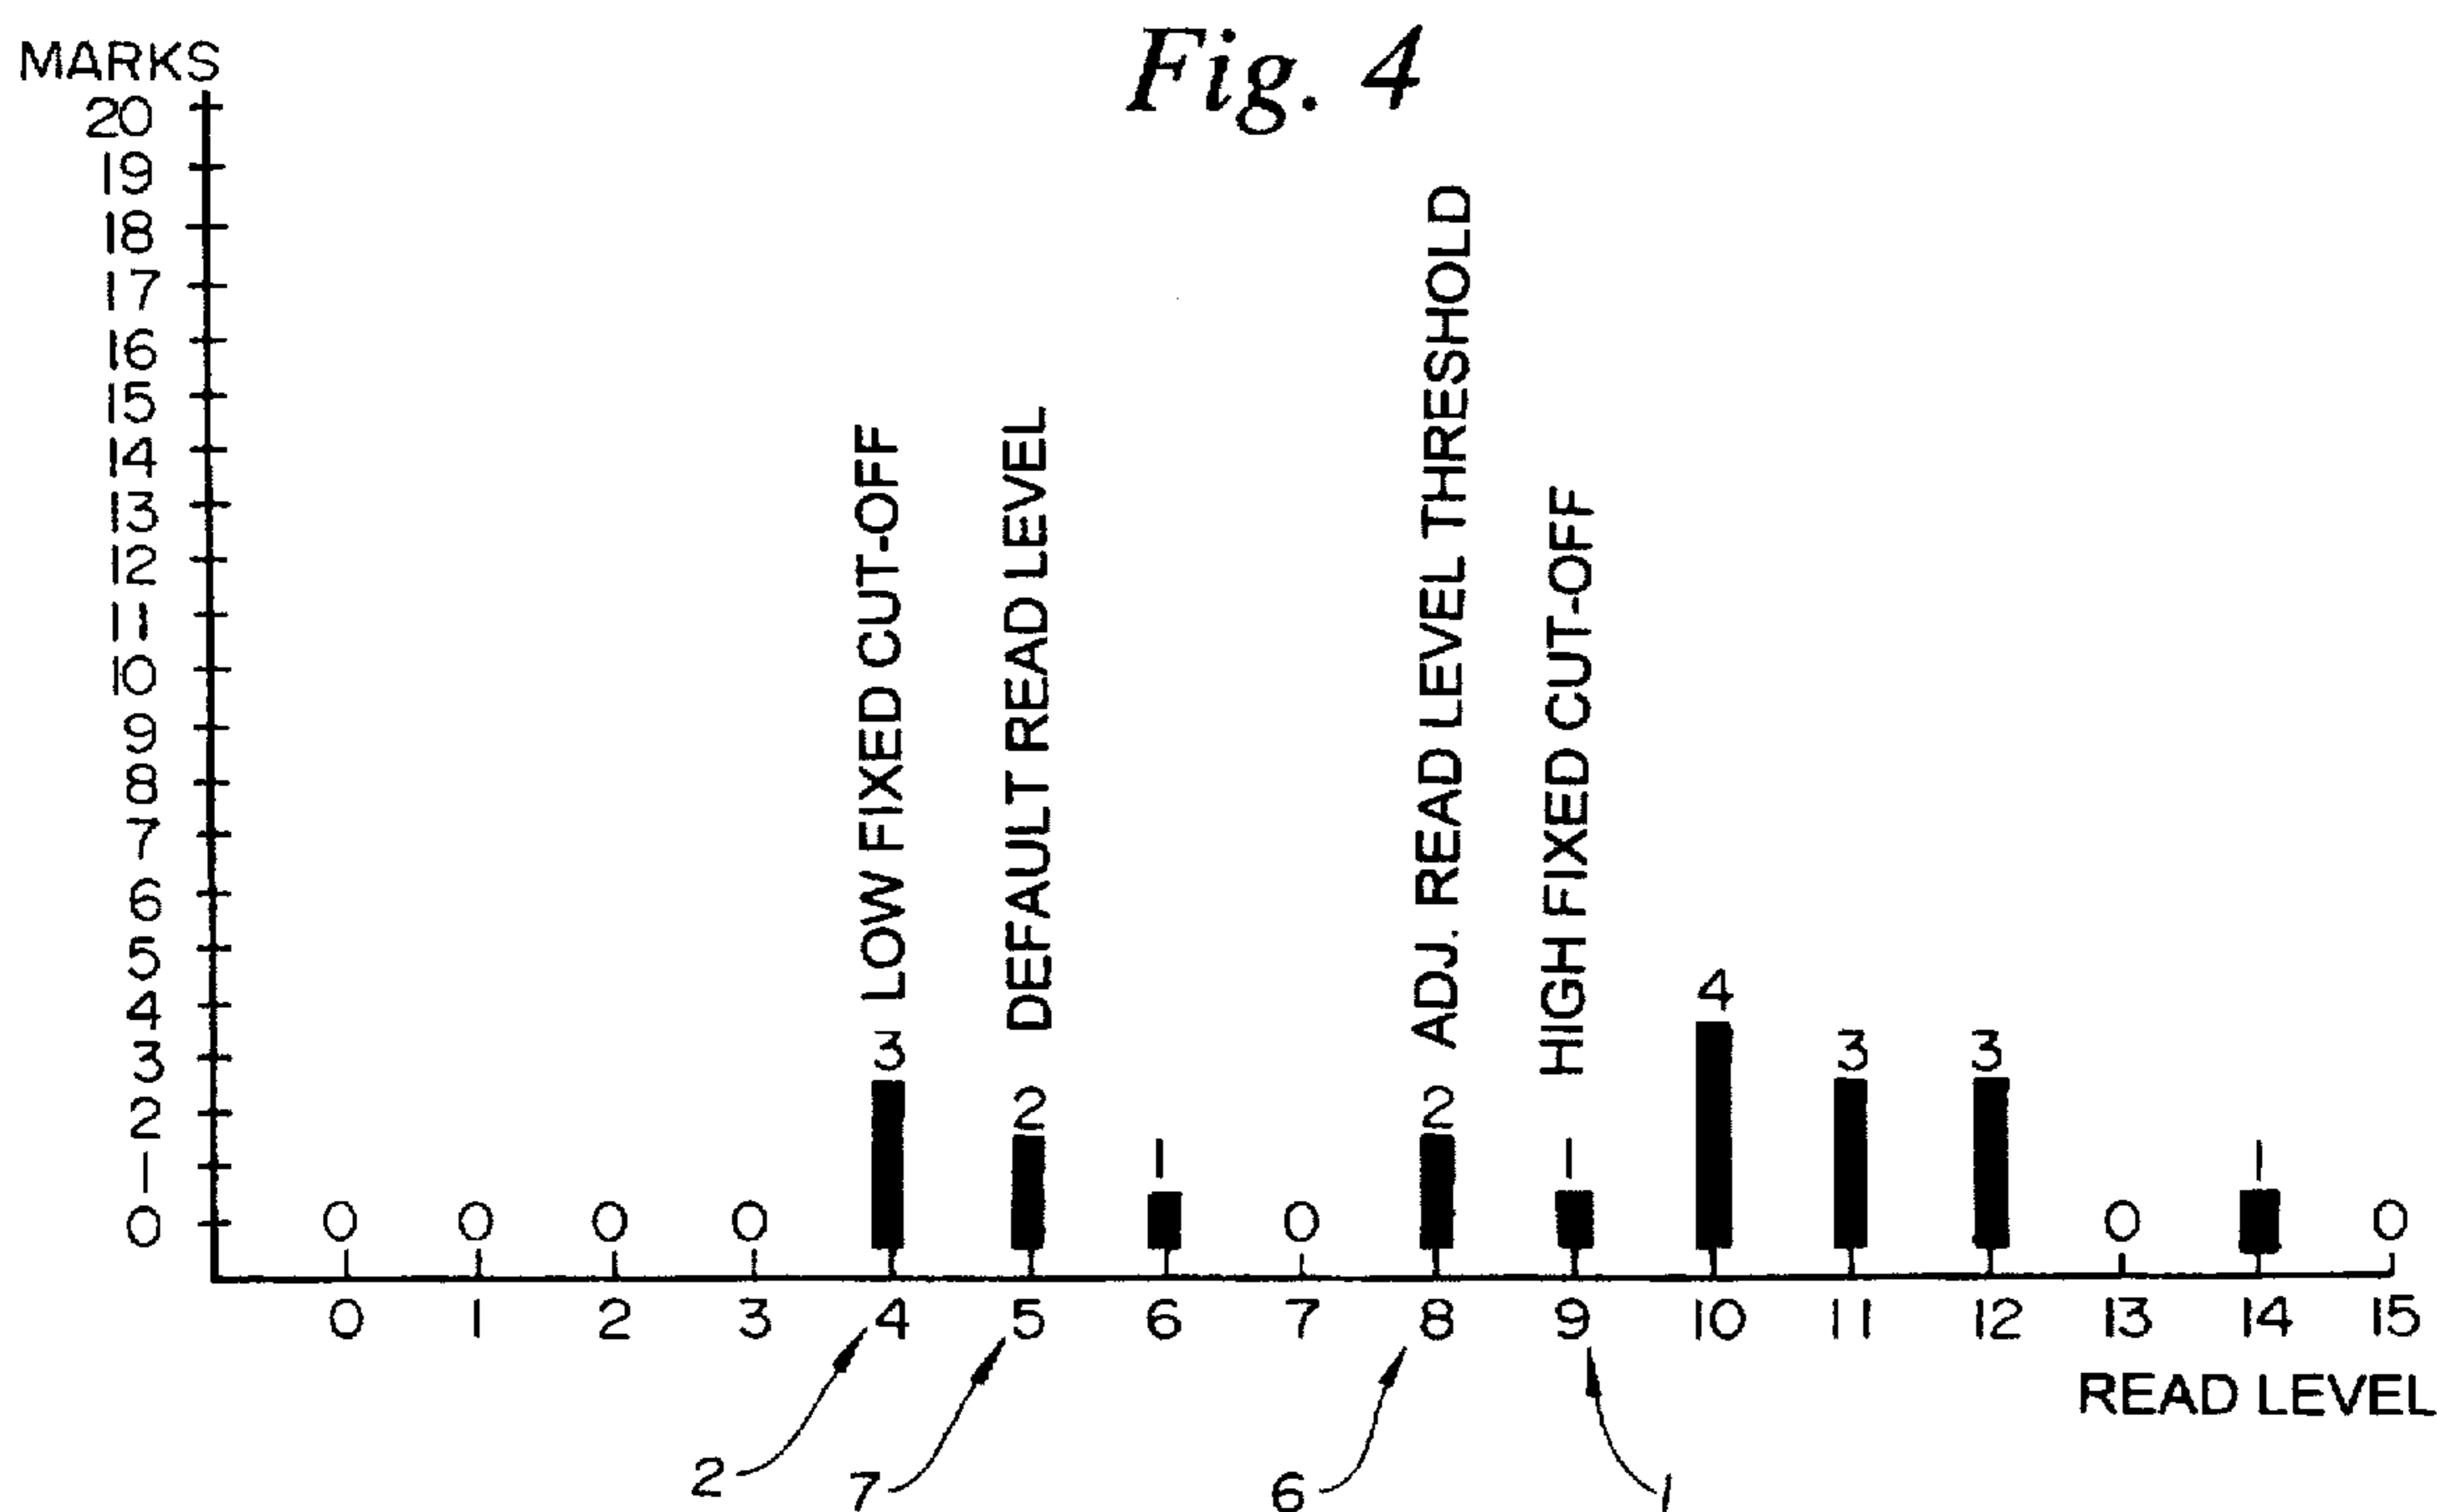 Fig. 4
MARKS
20
19
18
17
16
15
14
13
12
11
10
9
8
7
6
5
4
3
2
1
0
LOW FIXED CUT-OFF
DEFAULT READ LEVEL
ADJ. READ LEVEL THRESHOLD
HIGH FIXED CUT-OFF
0 0 0 0 3 2 1 0 2 1 4 3 3 0 1 0
0 1 2 3 4 5 6 7 8 9 10 11 12 13 14 15
READ LEVEL
2 7 6 1